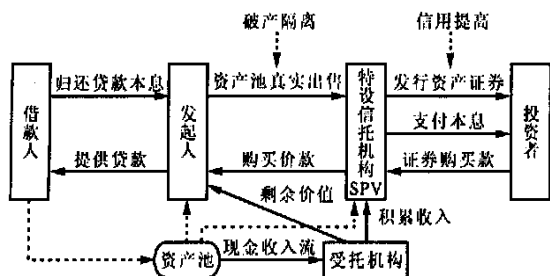 破产隔离
信用提高
归还贷款本息
资产池真实出售
发行资产证券
借款人
发起人
特设信托机构
SPV
投资者
支付本息
提供贷款
购买价款
证券购买款
剩余价值
积累收入
资产池
现金收入流
受托机构